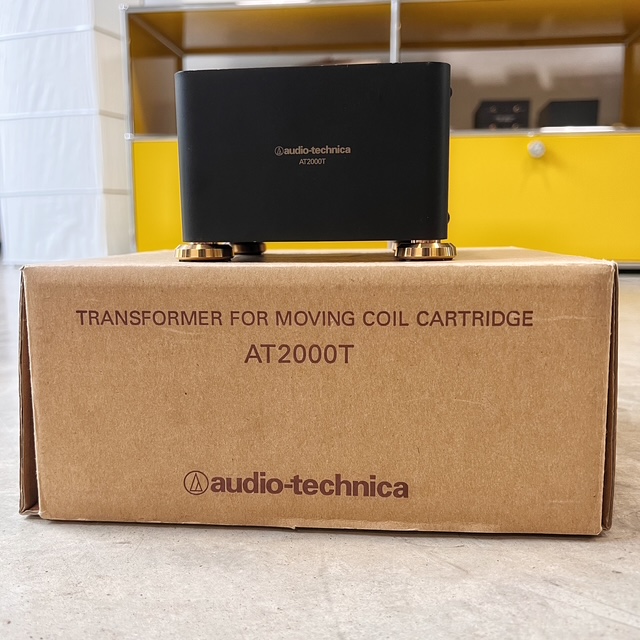 audio-technica
AT2000T
TRANSFORMER FOR MOVING COIL CARTRIDGE
AT2000T
audio-technica